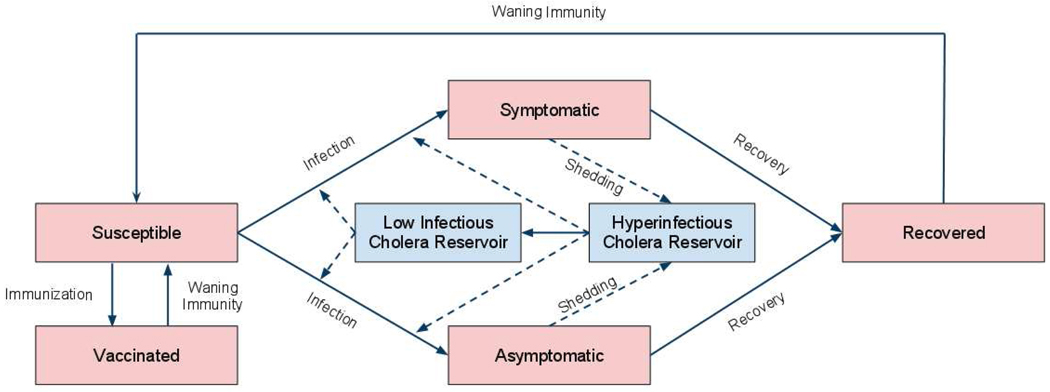 Waning Immunity
Symptomatic
Infection
Recovery
Shedding
Susceptible
Low Infectious
Cholera Reservoir
Hyperinfectious
Cholera Reservoir
Recovered
Immunization
Waning
Immunity
Infection
Shedding
Recovery
Vaccinated
Asymptomatic